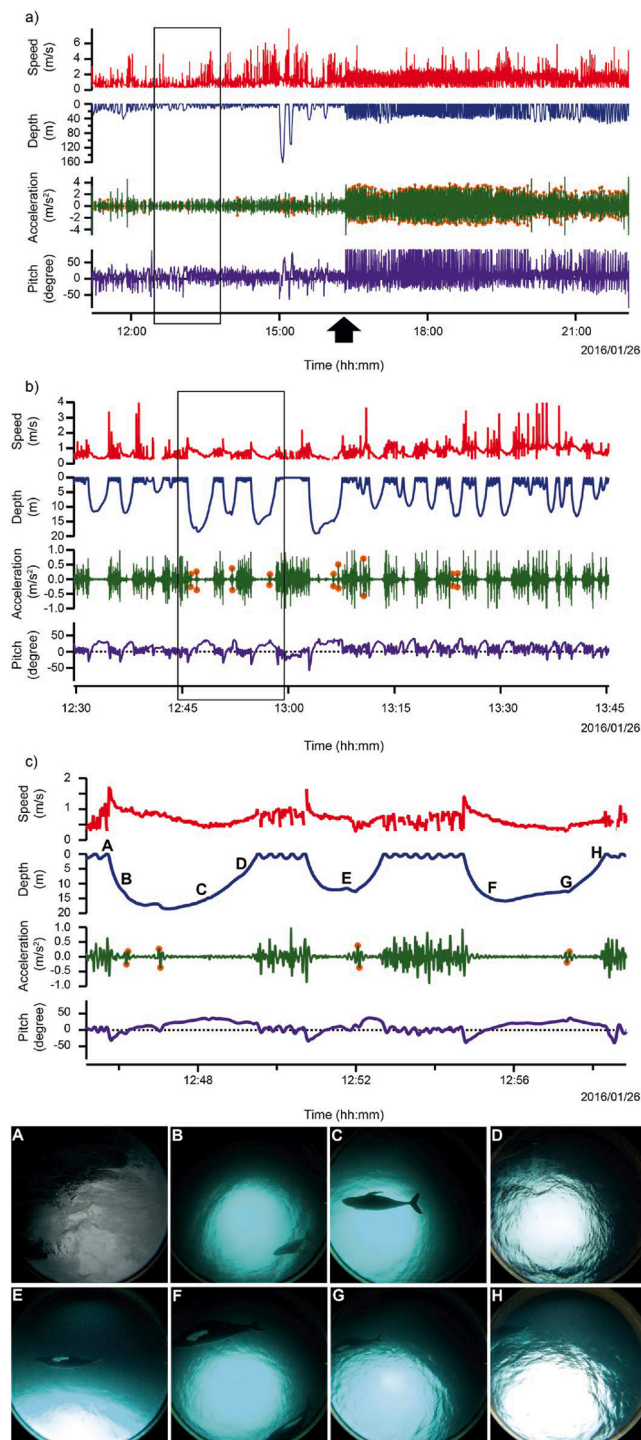 a)
Speed
(m/s)
6
4
2
0
Depth
(m)
0
40
80
120
160
Acceleration
(m/s²)
4
2
0
-2
-4
Pitch
(degree)
50
0
-50
12:00 15:00 18:00 21:00
2016/01/26
Time (hh:mm)
b)
Speed
(m/s)
4
3
2
1
0
Depth
(m)
0
5
10
15
20
Acceleration
(m/s²)
1.0
0.5
0.0
-0.5
-1.0
Pitch
(degree)
50
0
-50
12:30 12:45 13:00 13:15 13:30 13:45
2016/01/26
Time (hh:mm)
c)
Speed
(m/s)
2
1
0
Depth
(m)
0
5
10
15
20
A B C D E F G H
Acceleration
(m/s²)
1.0
0.5
0.0
-0.5
-1.0
Pitch
(degree)
50
0
-50
12:48 12:52 12:56
2016/01/26
Time (hh:mm)
A B C D
E F G H